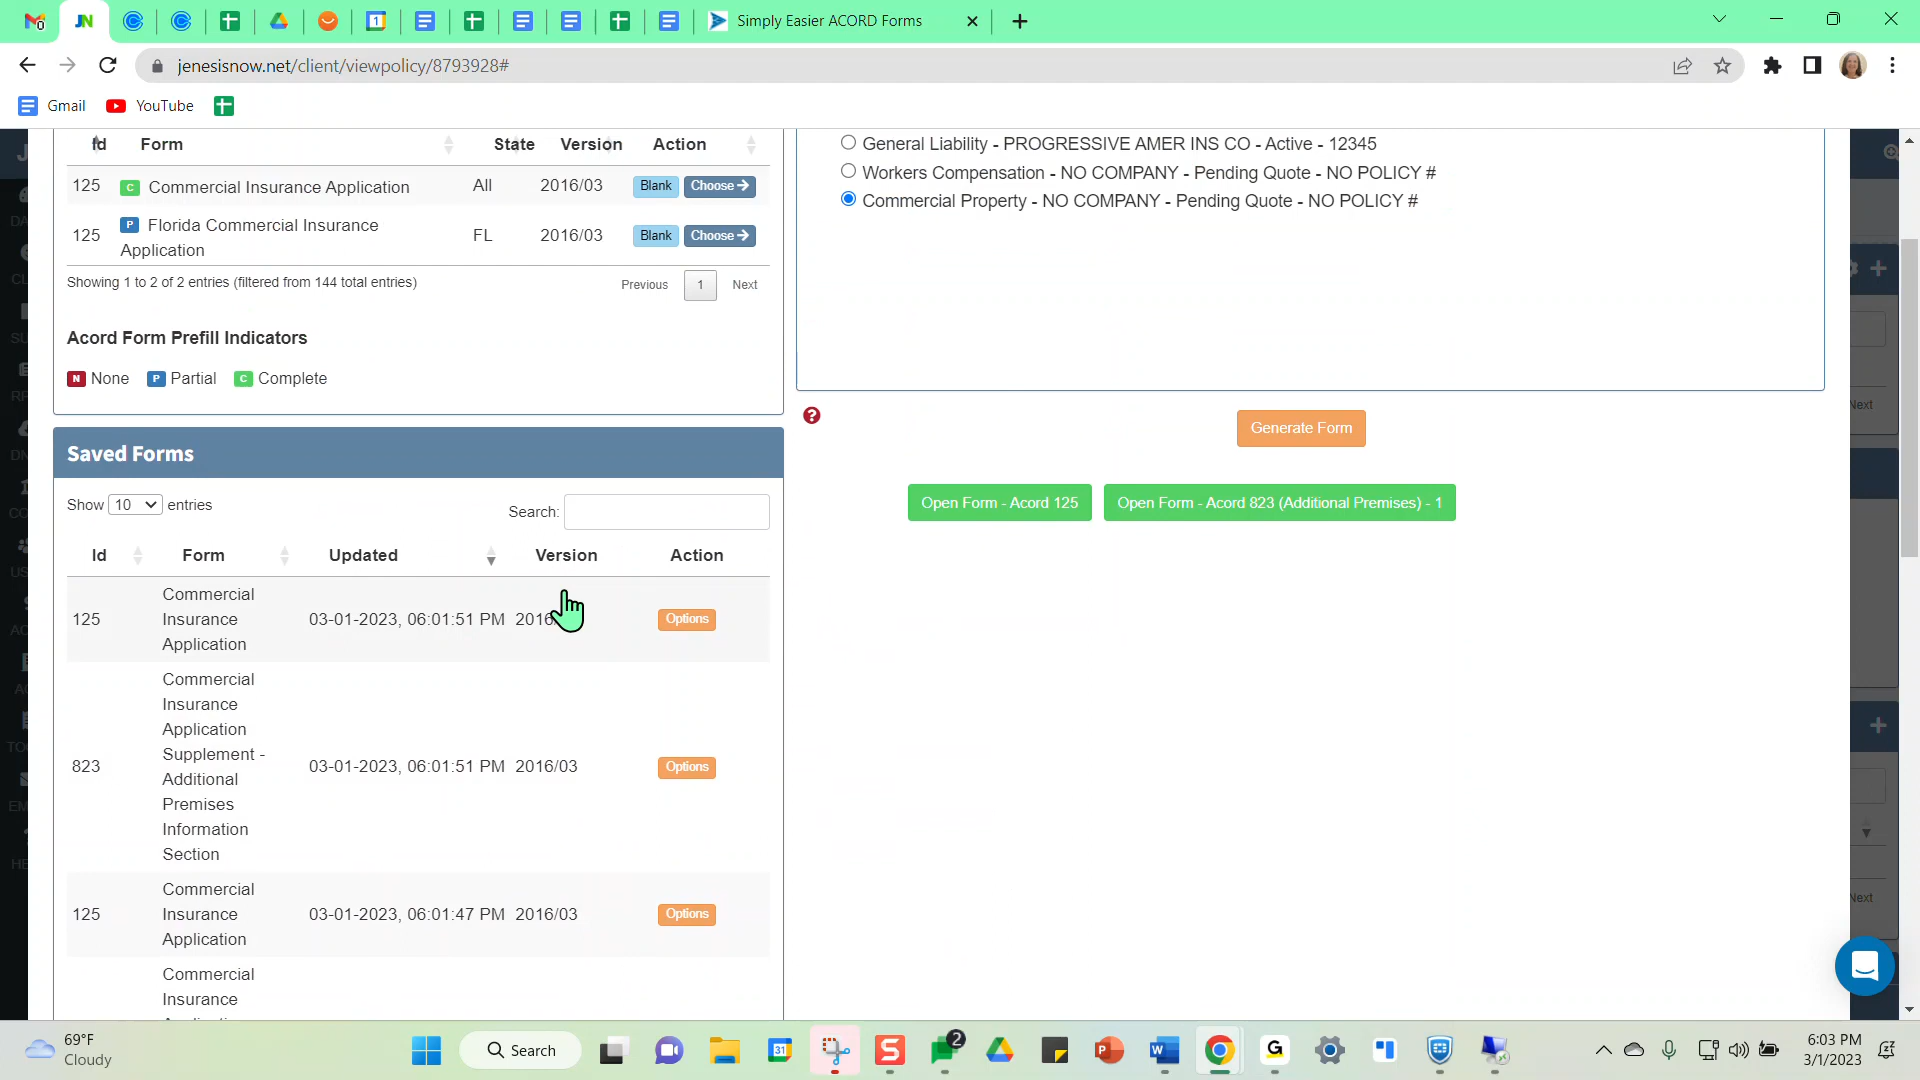 Simply Easier ACORD Forms
jenesisnow.net/client/viewpolicy/8793928#
Gmail YouTube
Id Form State Version Action
125 C Commercial Insurance Application All 2016/03 Blank Choose
125 P Florida Commercial Insurance Application FL 2016/03 Blank Choose
Showing 1 to 2 of 2 entries (filtered from 144 total entries) Previous 1 Next
Acord Form Prefill Indicators
N None P Partial C Complete
General Liability - PROGRESSIVE AMER INS CO - Active - 12345
Workers Compensation - NO COMPANY - Pending Quote - NO POLICY #
Commercial Property - NO COMPANY - Pending Quote - NO POLICY #
Generate Form
Open Form - Acord 125 Open Form - Acord 823 (Additional Premises) - 1
Saved Forms
Show 10 entries
Search:
Id Form Updated Version Action
Commercial
125 Insurance 03-01-2023, 06:01:51 PM 2016 Options
Application
Commercial
Insurance
Application
Supplement -
823 Additional 03-01-2023, 06:01:51 PM 2016/03 Options
Premises
Information
Section
Commercial
125 Insurance 03-01-2023, 06:01:47 PM 2016/03 Options
Application
Commercial
Insurance
Next
Next
69°F
Cloudy
Search
2
6:03 PM
3/1/2023